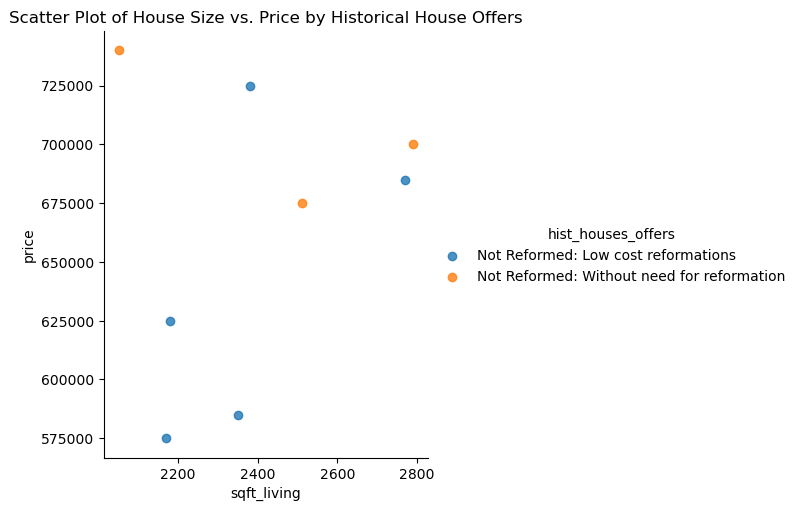 Scatter Plot of House Size vs. Price by Historical House Offers
725000
700000
675000
650000
625000
600000
575000
price
2200 2400 2600 2800
sqft_living
hist_houses_offers
Not Reformed: Low cost reformations
Not Reformed: Without need for reformation